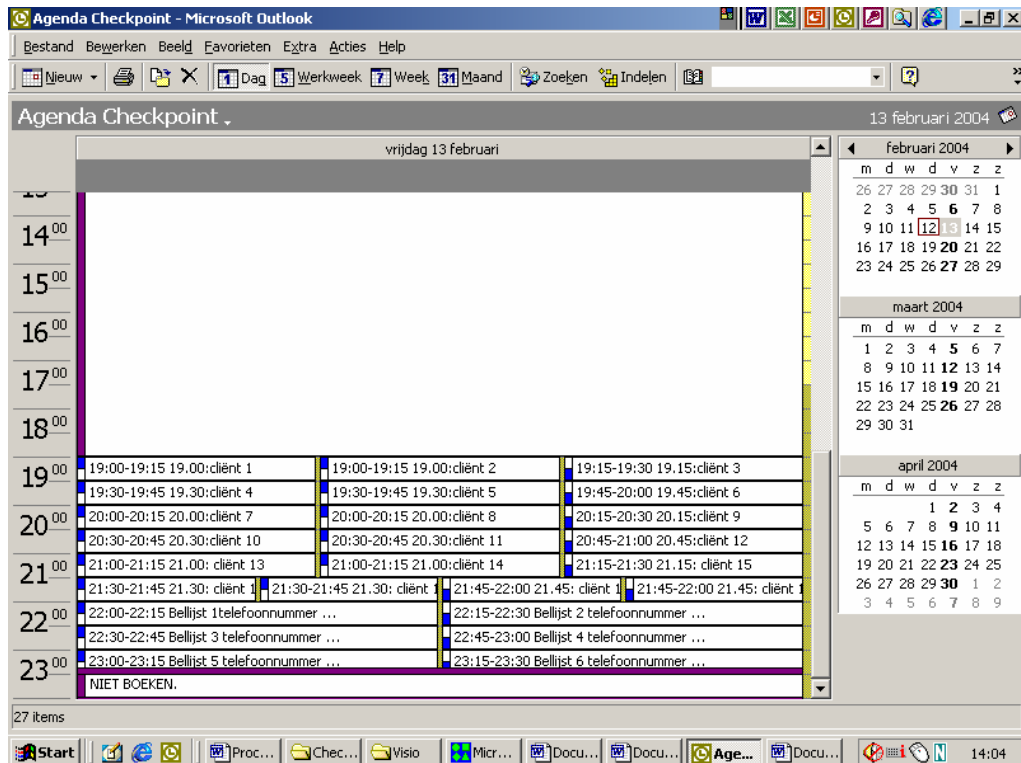 Agenda Checkpoint - Microsoft Outlook
Bestand Bewerken Beeld Favorieten Extra Acties Help
Nieuw 1 Dag 5 Werkweek 7 Week 31 Maand Zoeken Indelen
Agenda Checkpoint 13 februari 2004
vrijdag 13 februari
14 00
15 00
16 00
17 00
18 00
19 00
20 00
21 00
22 00
23 00
19:00-19:15 19.00:cliënt 1 19:00-19:15 19.00:cliënt 2 19:15-19:30 19.15:cliënt 3
19:30-19:45 19.30:cliënt 4 19:30-19:45 19.30:cliënt 5 19:45-20:00 19.45:cliënt 6
20:00-20:15 20.00:cliënt 7 20:00-20:15 20.00:cliënt 8 20:15-20:30 20.15:cliënt 9
20:30-20:45 20.30:cliënt 10 20:30-20:45 20.30:cliënt 11 20:45-21:00 20.45:cliënt 12
21:00-21:15 21.00: cliënt 13 21:00-21:15 21.00:cliënt 14 21:15-21:30 21.15: cliënt 15
21:30-21:45 21.30: cliënt 1 21:30-21:45 21.30: cliënt 1 21:45-22:00 21.45: cliënt 1 21:45-22:00 21.45: cliënt 1
22:00-22:15 Bellijst 1telefoonnummer ... 22:15-22:30 Bellijst 2 telefoonnummer ...
22:30-22:45 Bellijst 3 telefoonnummer ... 22:45-23:00 Bellijst 4 telefoonnummer ...
23:00-23:15 Bellijst 5 telefoonnummer ... 23:15-23:30 Bellijst 6 telefoonnummer ...
NIET BOEKEN.
februari 2004
m d w d v z z
26 27 28 29 30 31 1
2 3 4 5 6 7 8
9 10 11 12 13 14 15
16 17 18 19 20 21 22
23 24 25 26 27 28 29
maart 2004
m d w d v z z
1 2 3 4 5 6 7
8 9 10 11 12 13 14
15 16 17 18 19 20 21
22 23 24 25 26 27 28
29 30 31
april 2004
m d w d v z z
1 2 3 4
5 6 7 8 9 10 11
12 13 14 15 16 17 18
19 20 21 22 23 24 25
26 27 28 29 30 1 2
3 4 5 6 7 8 9
27 items
Start Proc... Chec... Visio Micr... Docu... Docu... Age... Docu... 14:04